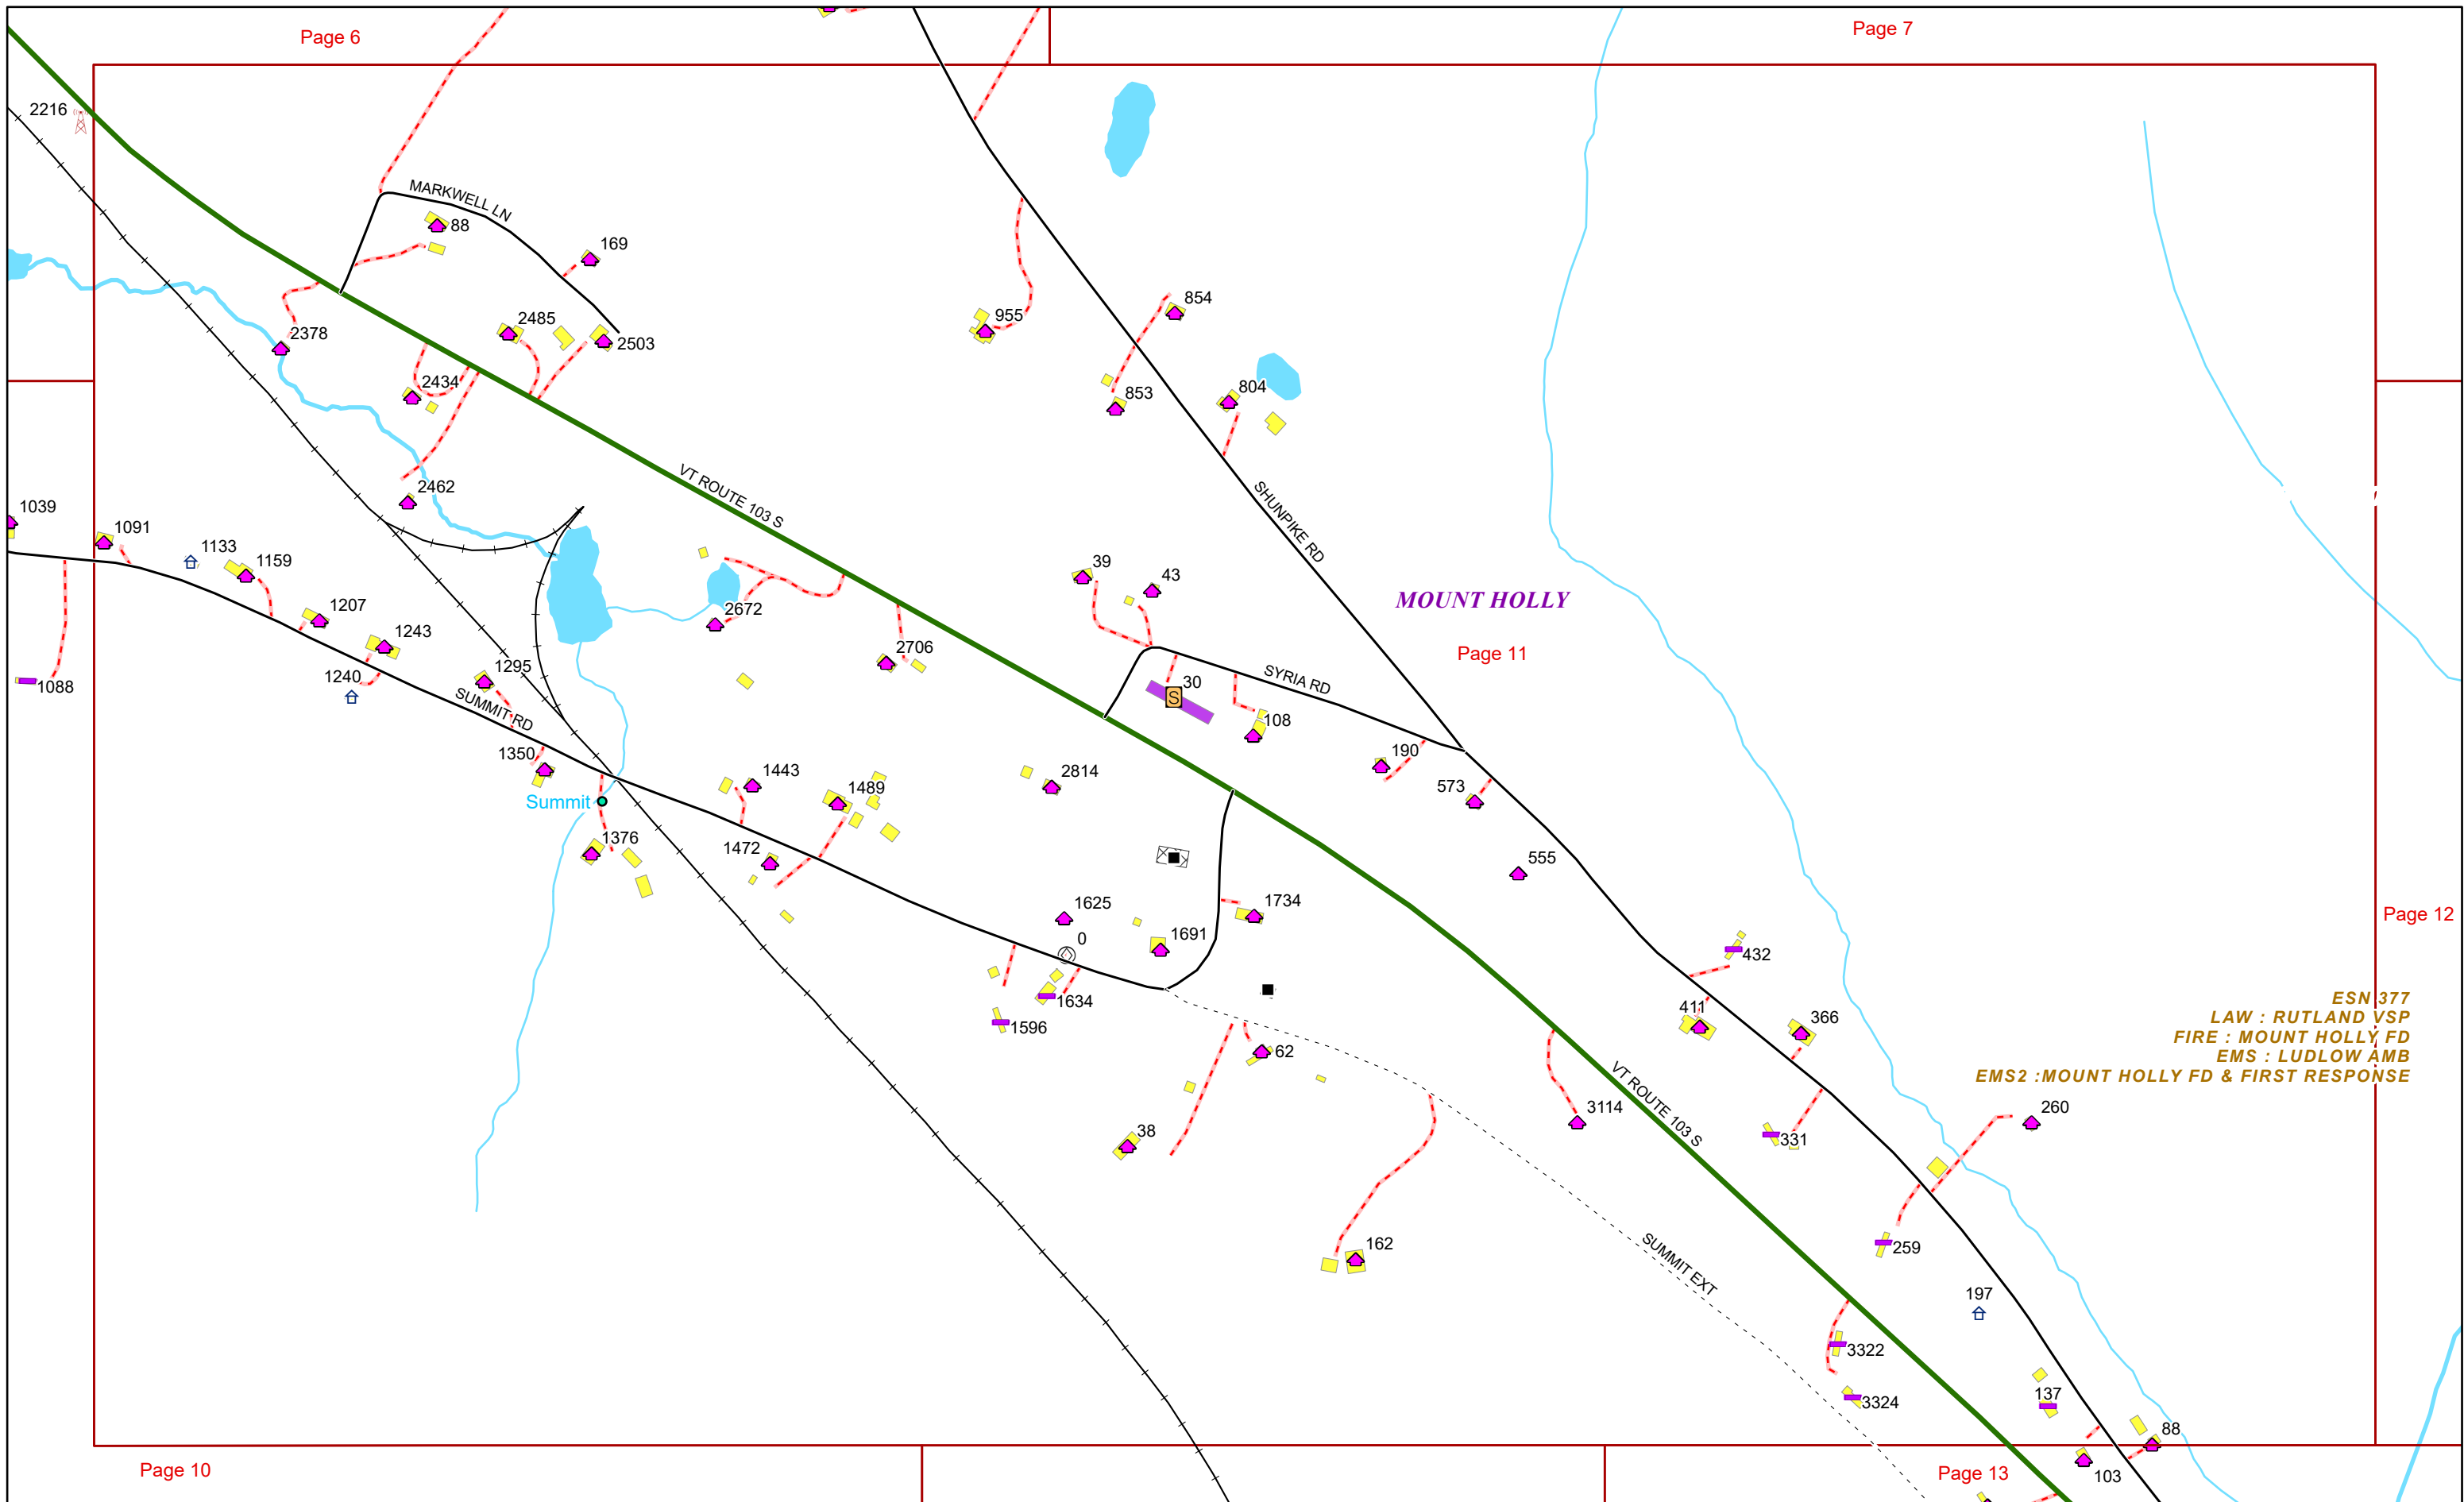 Page 6
Page 7
2216
MARKWELL LN
88
169
2378
2485
2503
2434
955
854
853
804
2462
VT ROUTE 103 S
SHUNPIKE RD
1039
1091
1133
1159
1207
1243
1240
1295
1088
SUMMIT RD
1350
2672
2706
39
43
MOUNT HOLLY
Page 11
SYRIA RD
S
30
108
190
573
555
Summit
1376
1443
1489
1472
2814
1625
0
1691
1734
1634
1596
62
38
162
432
411
366
331
3114
VT ROUTE 103 S
Page 12
ESN 377
LAW : RUTLAND VSP
FIRE : MOUNT HOLLY FD
EMS : LUDLOW AMB
EMS2 :MOUNT HOLLY FD & FIRST RESPONSE
260
259
197
SUMMIT EXT
3322
3324
137
88
103
Page 10
Page 13